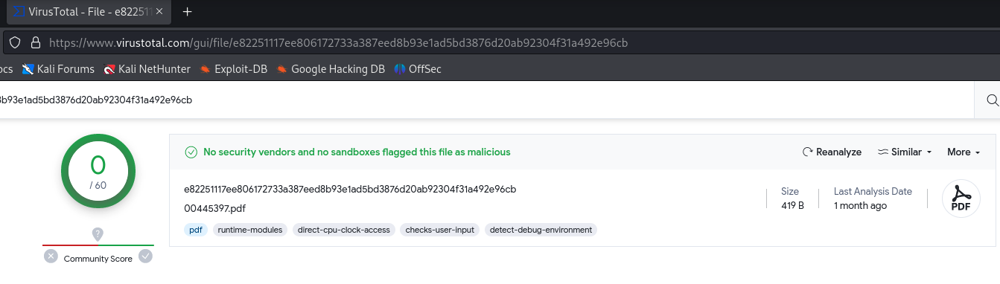 VirusTotal - File - e82251117
https://www.virustotal.com/gui/file/e82251117ee806172733a387eed8b93e1ad5bd3876d20ab92304f31a492e96cb
ocs Kali Forums Kali NetHunter Exploit-DB Google Hacking DB OffSec
8b93e1ad5bd3876d20ab92304f31a492e96cb
0
/ 60
No security vendors and no sandboxes flagged this file as malicious
Reanalyze Similar More
e82251117ee806172733a387eed8b93e1ad5bd3876d20ab92304f31a492e96cb
00445397.pdf
pdf runtime-modules direct-cpu-clock-access checks-user-input detect-debug-environment
Size
419 B
Last Analysis Date
1 month ago
PDF
?
Community Score